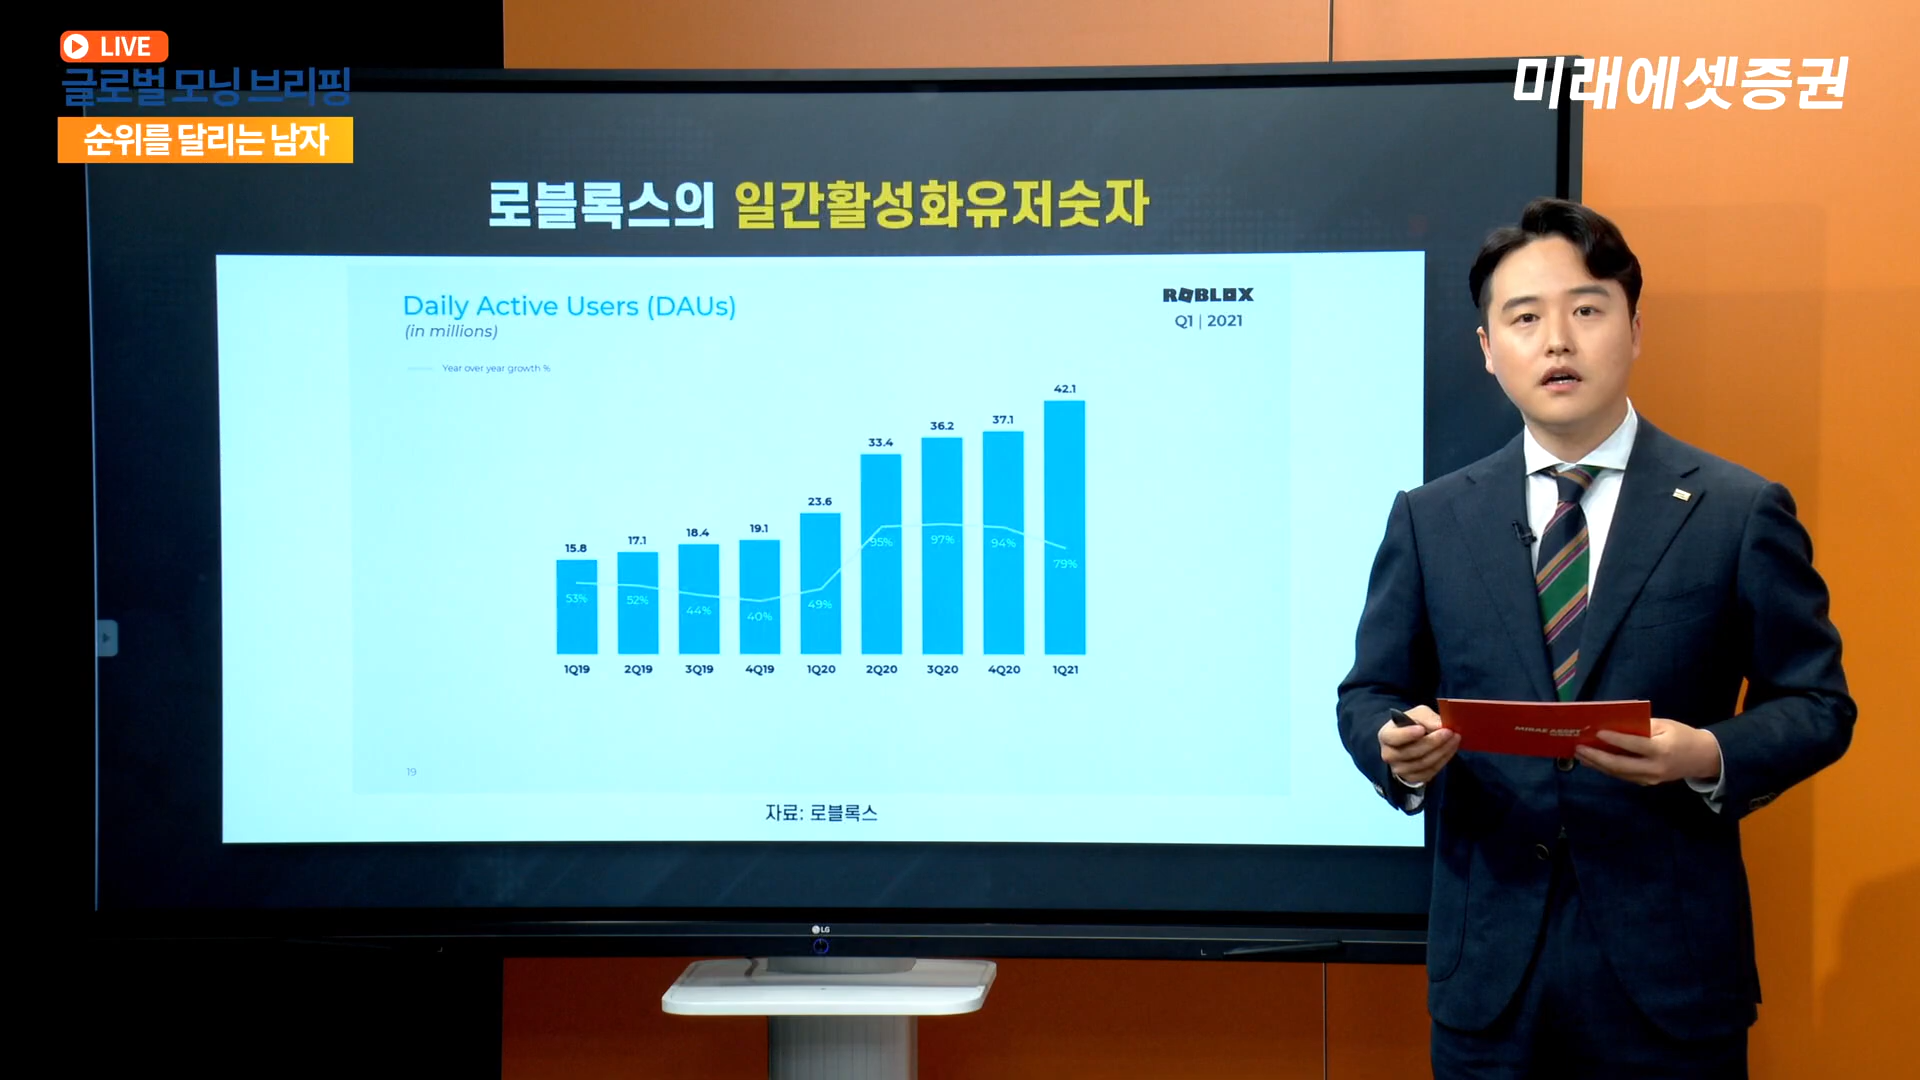 LIVE
글로벌 모닝 브리핑
순위를 달리는 남자
미래에셋증권
로블록스의 일간활성화유저숫자
Daily Active Users (DAUs)
(in millions)
ROBLOX
Q1 | 2021
Year over year growth %
15.8 17.1 18.4 19.1 23.6 33.4 36.2 37.1 42.1
53% 52% 44% 40% 49% 95% 97% 94% 79%
1Q19 2Q19 3Q19 4Q19 1Q20 2Q20 3Q20 4Q20 1Q21
19
자료: 로블록스
MIRAE ASSET
LG